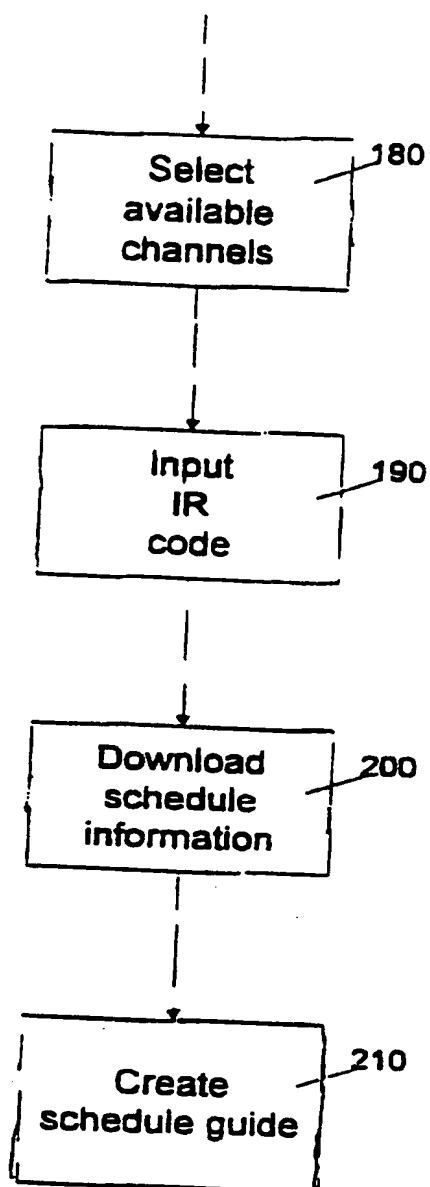 Select
available
channels
180
Input
IR
code
190
Download
schedule
information
200
Create
schedule guide
210